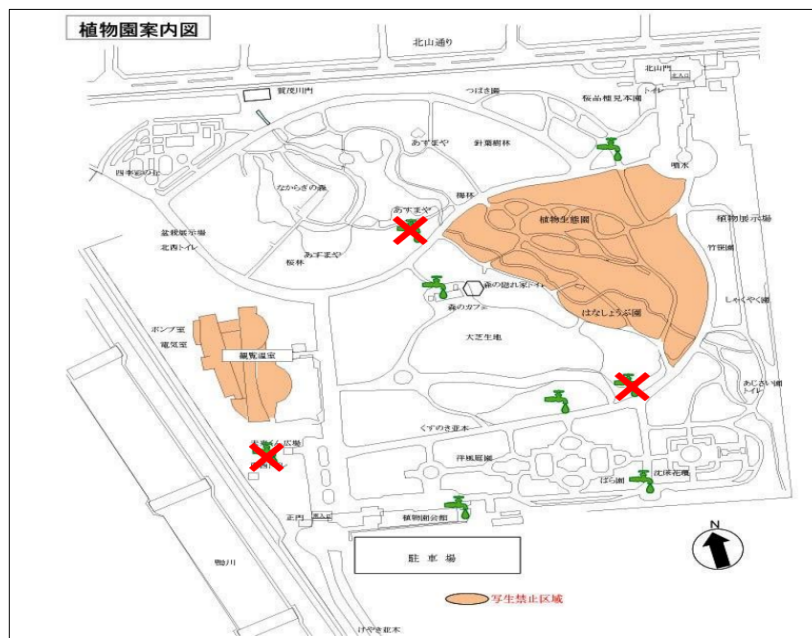 植物園案内図
北山通り
北山門
トイレ
賀茂川門
つばき園
桜品種見本園
あずまや
針葉樹林
噴水
四季彩の丘
なからぎの森
梅林
あずまや
植物生態園
植物展示場
盆栽展示場
北西トイレ
あずまや
桜林
竹笹園
森の隠れ家トイレ
しゃくやく園
森のカフェ
はなしょうぶ園
ポンプ室
電気室
観覧温室
大芝生地
あじさい園
トイレ
くすのき並木
洋風庭園
沈床花壇
ばら園
正門
植物園会館
駐車場
鴨川
N
写生禁止区域
けやき並木